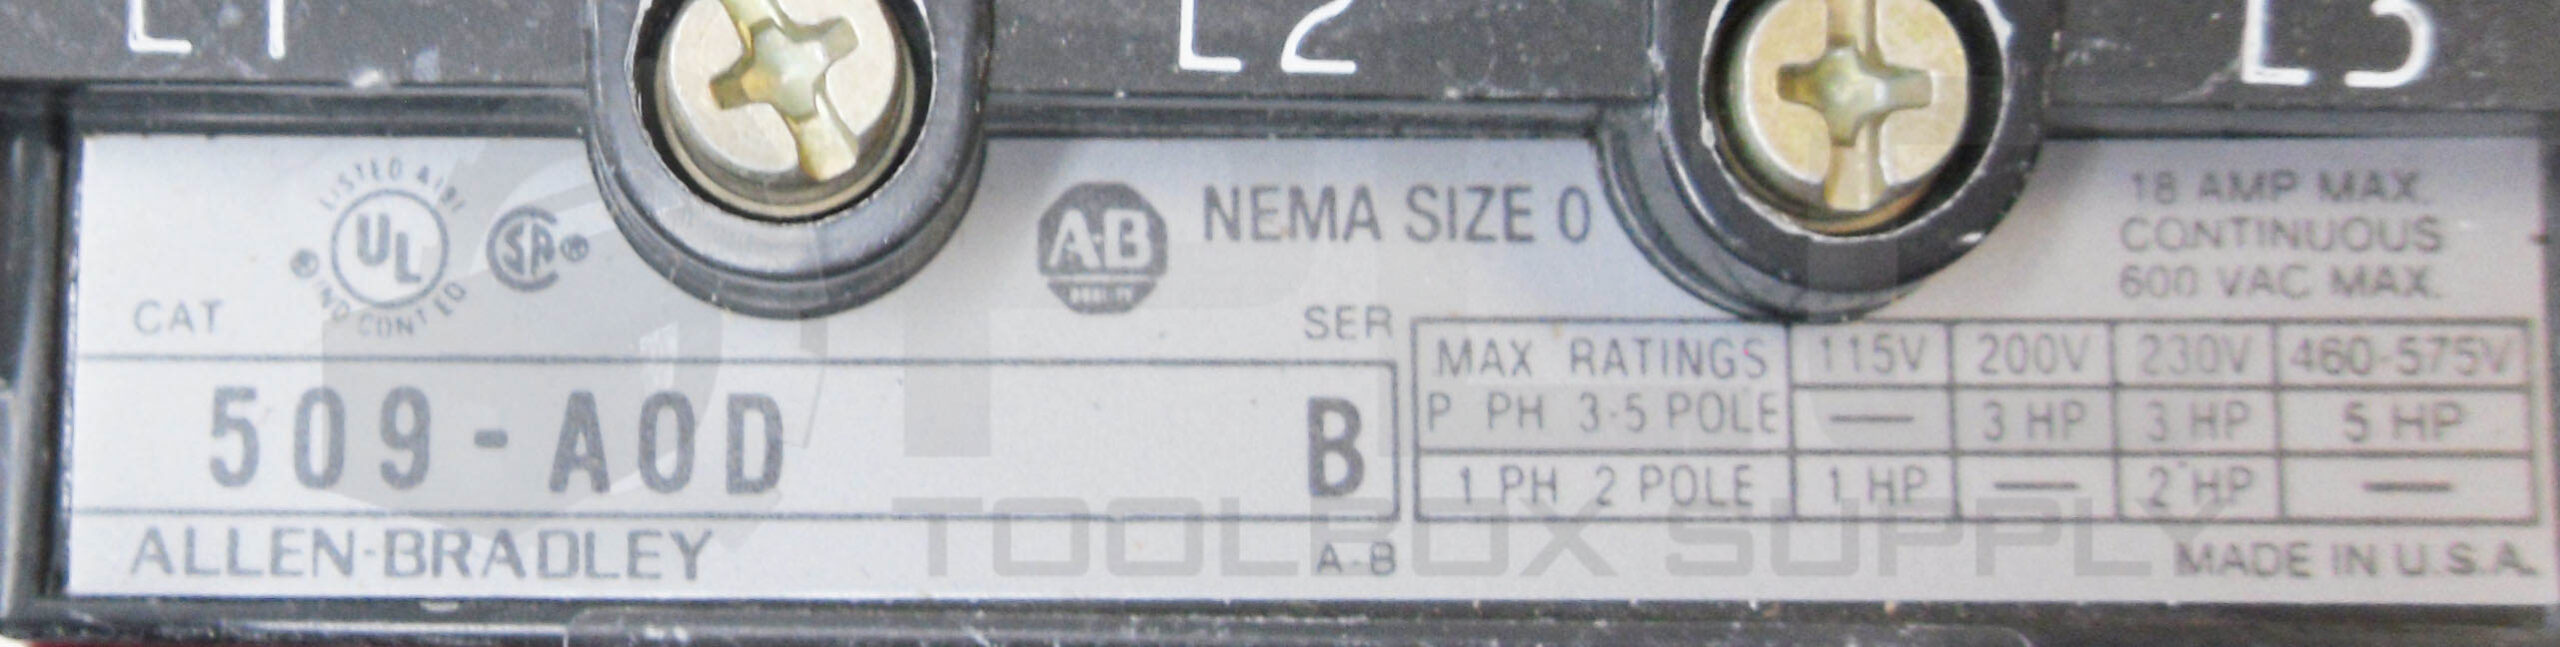 L1 L2 L3
LISTED A181
UL
IND CONT EQ
SA
A-B
NEMA SIZE 0
18 AMP MAX.
CONTINUOUS
600 VAC MAX.
CAT
SER
509-AOD
B
MAX RATINGS 115V 200V 230V 460-575V
P PH 3-5 POLE — 3 HP 3 HP 5 HP
1 PH 2 POLE 1 HP — 2 HP —
ALLEN-BRADLEY
A-B
MADE IN U.S.A.
TOOLBOX SUPPLY